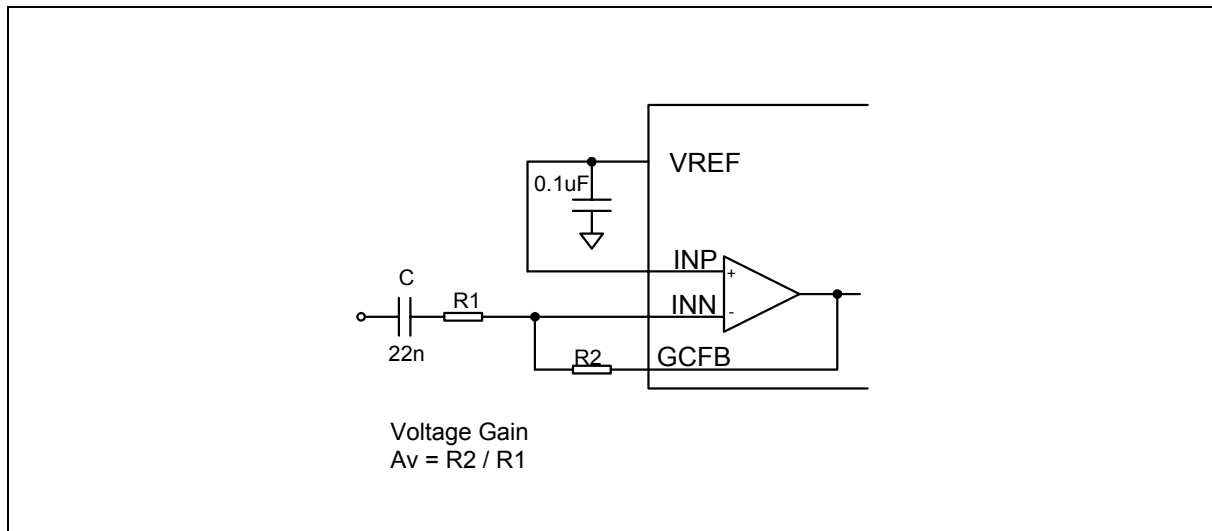 VREF
0.1uF
INP
+
C
R1
INN
-
22n
R2
GCFB
Voltage Gain
Av = R2 / R1